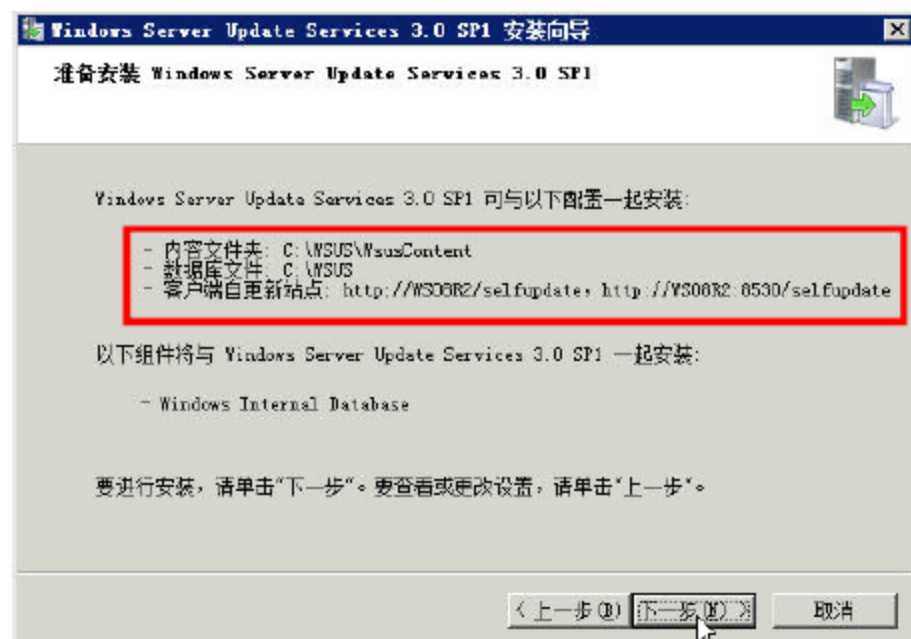 Windows Server Update Services 3.0 SP1 安装向导
准备安装 Windows Server Update Services 3.0 SP1
Windows Server Update Services 3.0 SP1 可与以下配置一起安装:
- 内容文件夹: C:\WSUS\WsusContent
- 数据库文件: C:\WSUS
- 客户端自更新站点: http://WS08R2/selfupdate, http://WS08R2:8530/selfupdate
以下组件将与 Windows Server Update Services 3.0 SP1 一起安装:
- Windows Internal Database
要进行安装，请单击“下一步”。要查看或更改设置，请单击“上一步”。
< 上一步(B) 下一步(N) > 取消